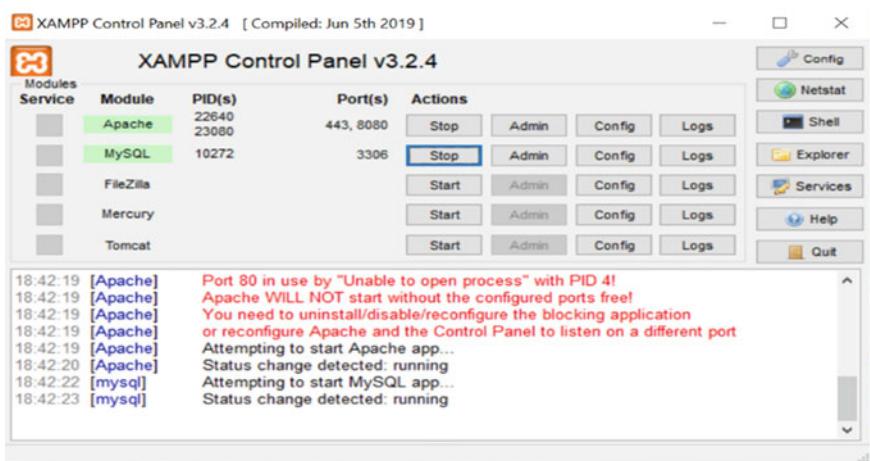 XAMPP Control Panel v3.2.4 [ Compiled: Jun 5th 2019 ]
XAMPP Control Panel v3.2.4
Config
Modules
Service Module PID(s) Port(s) Actions
Netstat
Apache 22640 23080 443, 8080 Stop Admin Config Logs
Shell
MySQL 10272 3306 Stop Admin Config Logs
Explorer
FileZilla Start Admin Config Logs
Services
Mercury Start Admin Config Logs
Help
Tomcat Start Admin Config Logs
Quit
18:42:19 [Apache] Port 80 in use by "Unable to open process" with PID 4!
18:42:19 [Apache] Apache WILL NOT start without the configured ports free!
18:42:19 [Apache] You need to uninstall/disable/reconfigure the blocking application
18:42:19 [Apache] or reconfigure Apache and the Control Panel to listen on a different port
18:42:19 [Apache] Attempting to start Apache app...
18:42:20 [Apache] Status change detected: running
18:42:22 [mysql] Attempting to start MySQL app...
18:42:23 [mysql] Status change detected: running